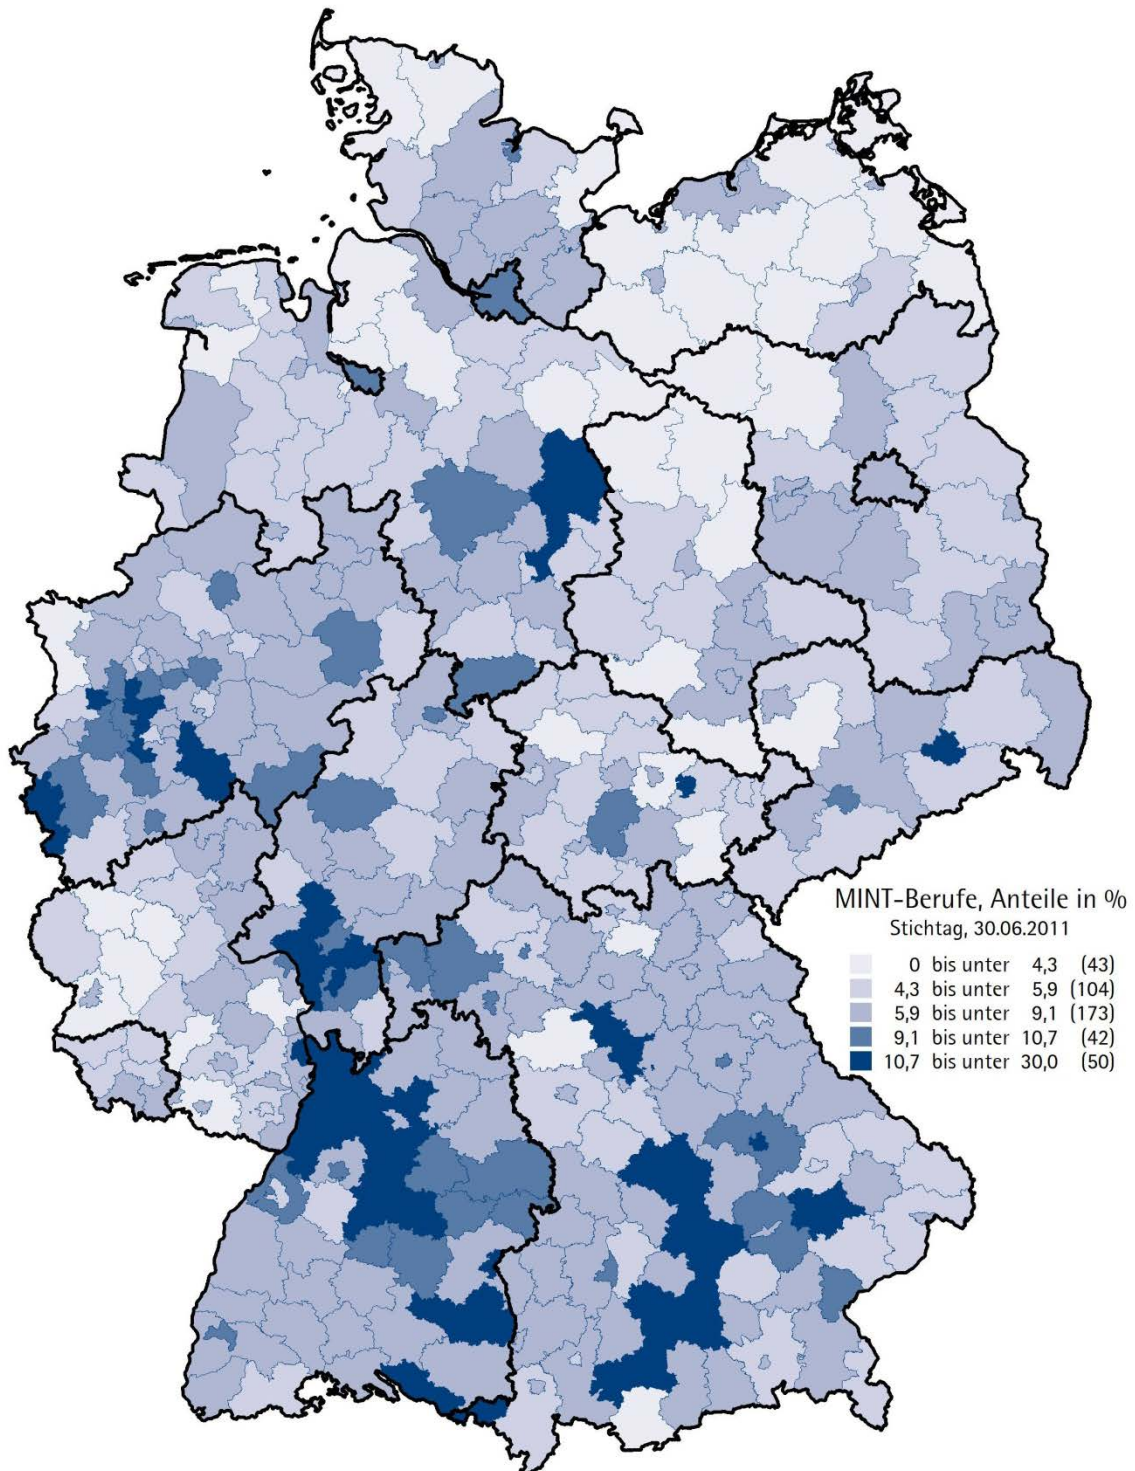 MINT-Berufe, Anteile in %
Stichtag, 30.06.2011
0 bis unter 4,3 (43)
4,3 bis unter 5,9 (104)
5,9 bis unter 9,1 (173)
9,1 bis unter 10,7 (42)
10,7 bis unter 30,0 (50)